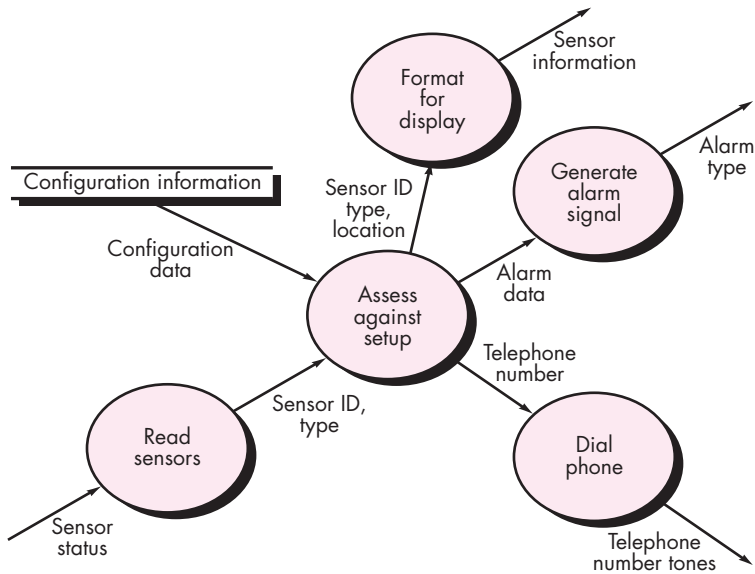 Sensor
information
Format
for
display
Alarm
type
Generate
alarm
signal
Configuration information
Sensor ID
type,
location
Configuration
data
Alarm
data
Assess
against
setup
Telephone
number
Sensor ID,
type
Read
sensors
Dial
phone
Sensor
status
Telephone
number tones